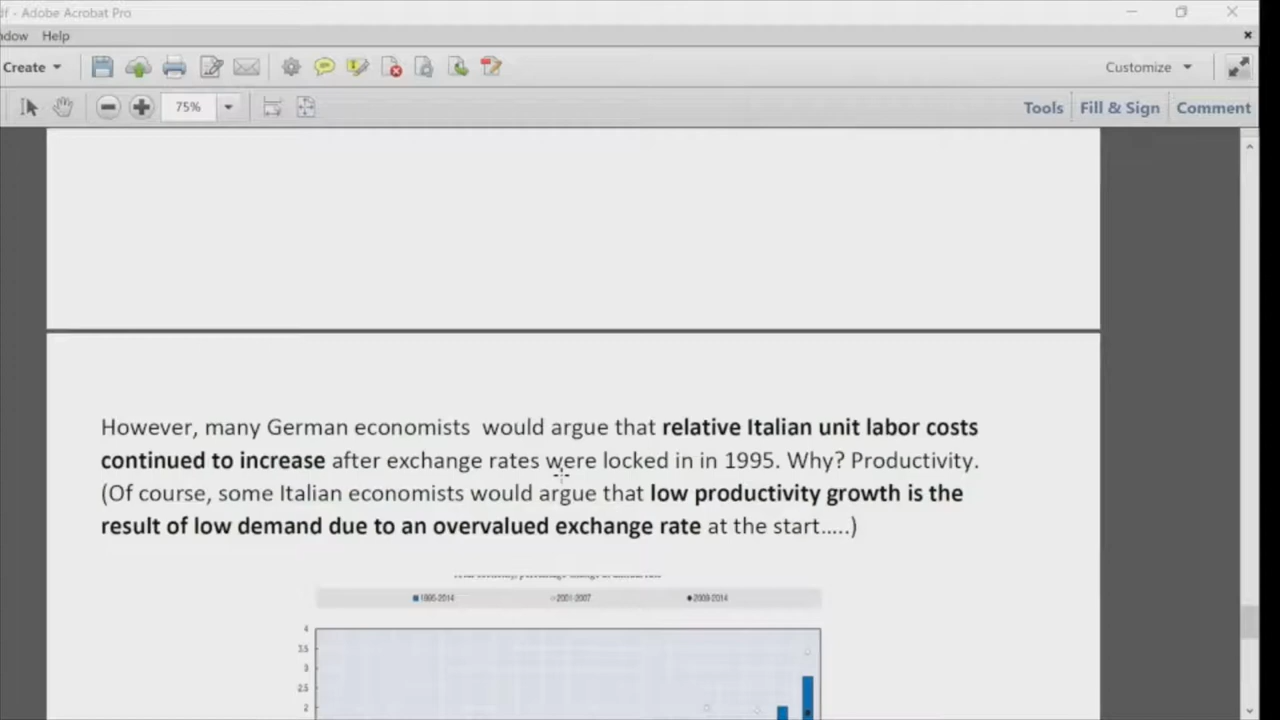 df - Adobe Acrobat Pro
ndow Help
Create
Customize
75%
Tools Fill & Sign Comment
However, many German economists would argue that relative Italian unit labor costs
continued to increase after exchange rates were locked in in 1995. Why? Productivity.
(Of course, some Italian economists would argue that low productivity growth is the
result of low demand due to an overvalued exchange rate at the start…..)
1995-2014 2001-2007 2009-2014
4
3.5
3
2.5
2